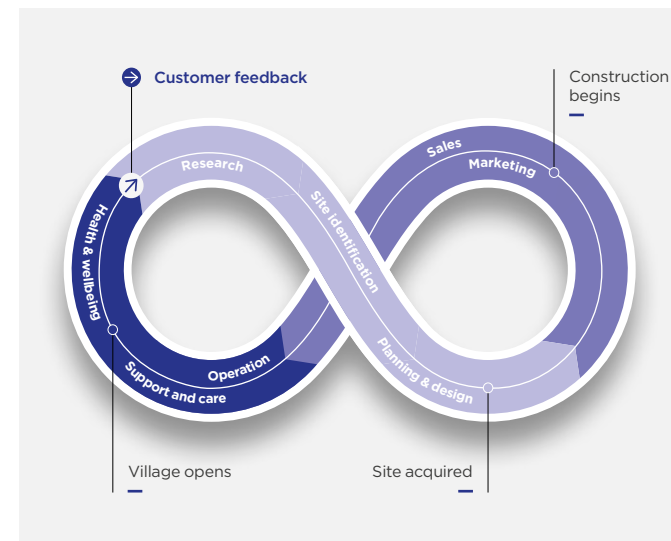 Customer feedback
Construction
begins
Research
Sales
Marketing
Site identification
Health & wellbeing
Operation
Support and care
Planning & design
Village opens
Site acquired